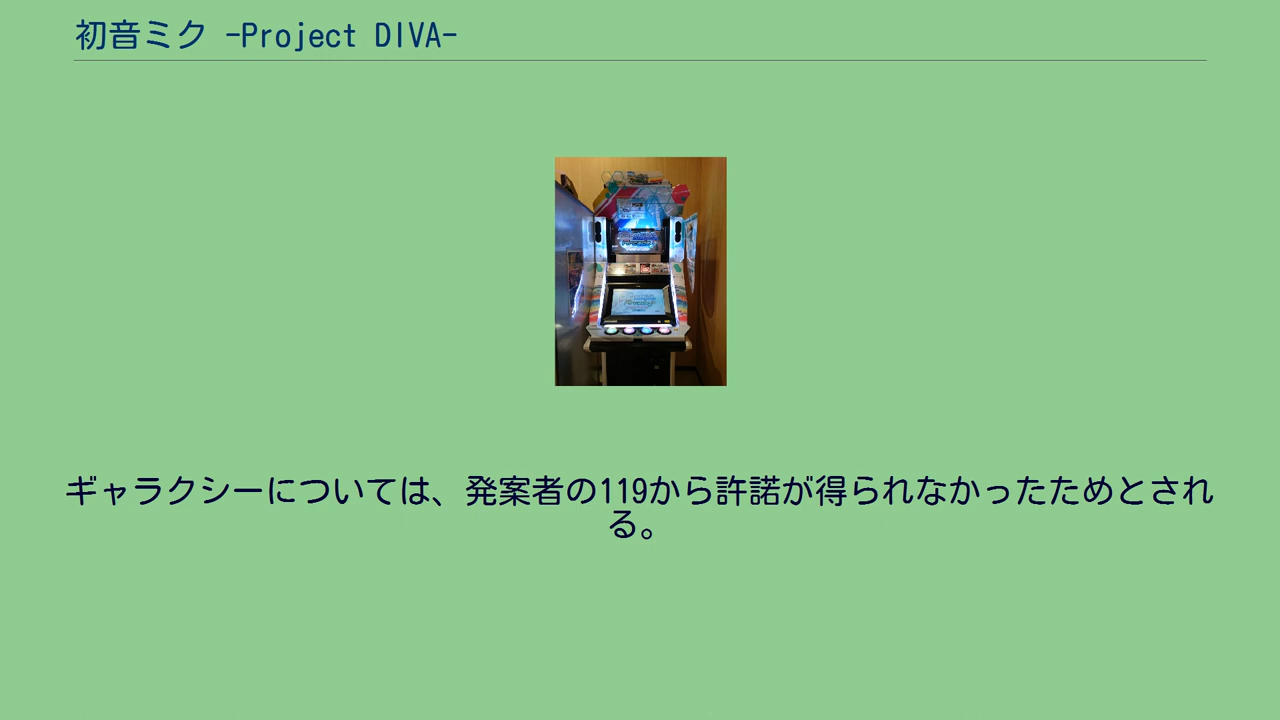 初音ミク -Project DIVA-
ギャラクシーについては、発案者の119から許諾が得られなかったためとされ
る。